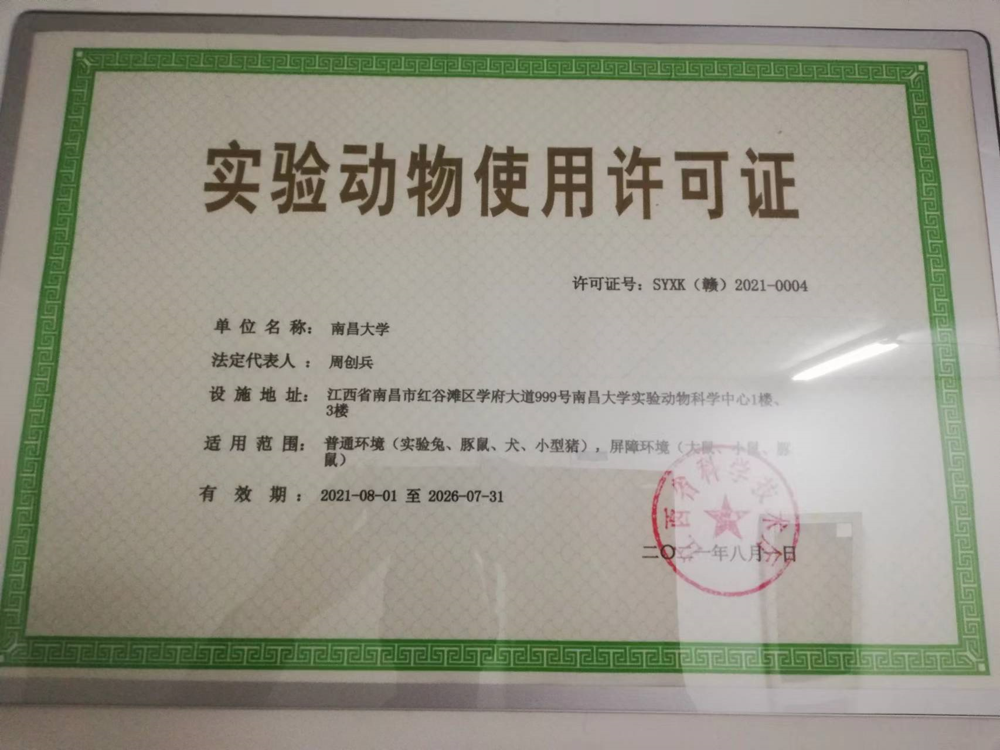 实验动物使用许可证
许可证号：SYXK（赣）2021-0004
单位名称： 南昌大学
法定代表人： 周创兵
设施地址： 江西省南昌市红谷滩区学府大道999号南昌大学实验动物科学中心1楼、
3楼
适用范围： 普通环境（实验兔、豚鼠、犬、小型猪），屏障环境（大鼠、小鼠、豚
鼠）
有效期： 2021-08-01 至 2026-07-31
江西省科学技术厅
二〇二一年八月一日